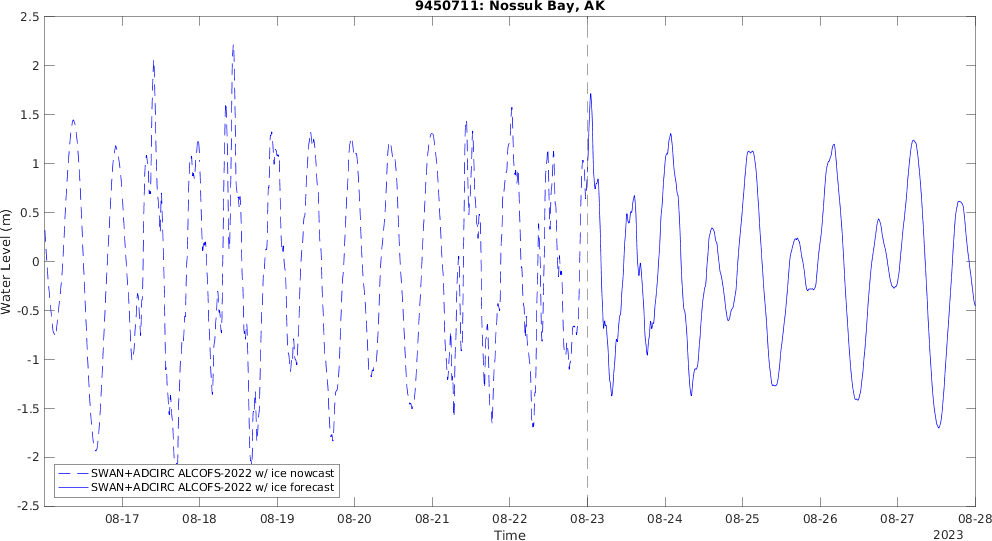 9450711: Nossuk Bay, AK
2.5
2
1.5
1
0.5
0
-0.5
-1
-1.5
-2
-2.5
Water Level (m)
SWAN+ADCIRC ALCOFS-2022 w/ ice nowcast
SWAN+ADCIRC ALCOFS-2022 w/ ice forecast
08-17 08-18 08-19 08-20 08-21 08-22 08-23 08-24 08-25 08-26 08-27 08-28
Time
2023